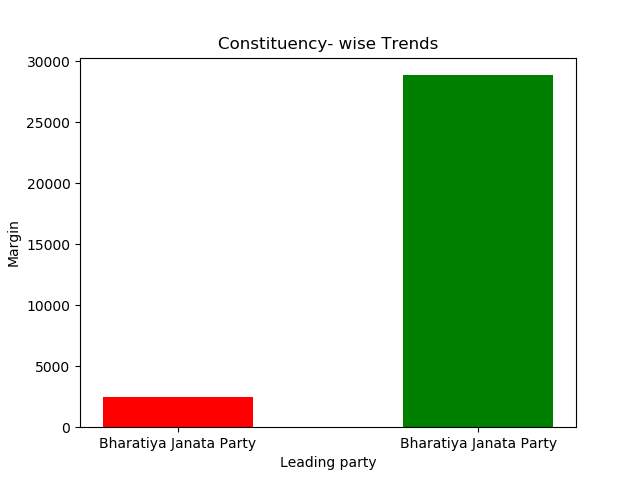 Constituency- wise Trends
30000
25000
20000
15000
10000
5000
0
Margin
Bharatiya Janata Party Bharatiya Janata Party
Leading party